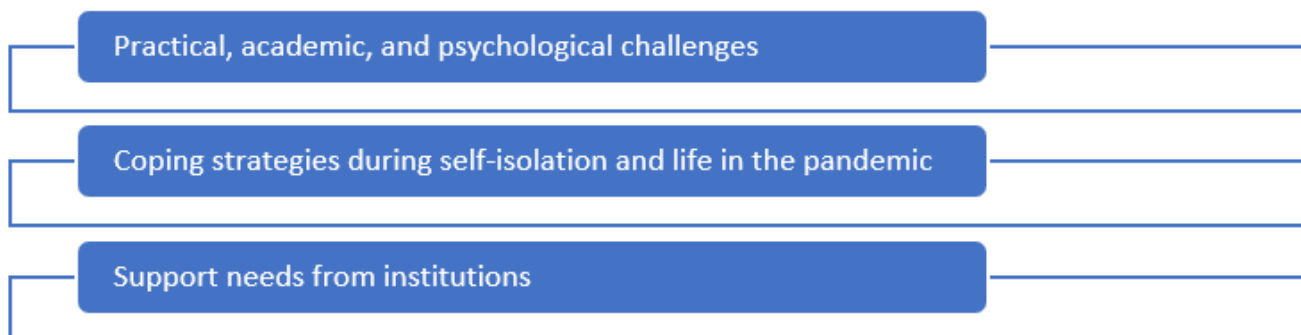 Practical, academic, and psychological challenges
Coping strategies during self-isolation and life in the pandemic
Support needs from institutions